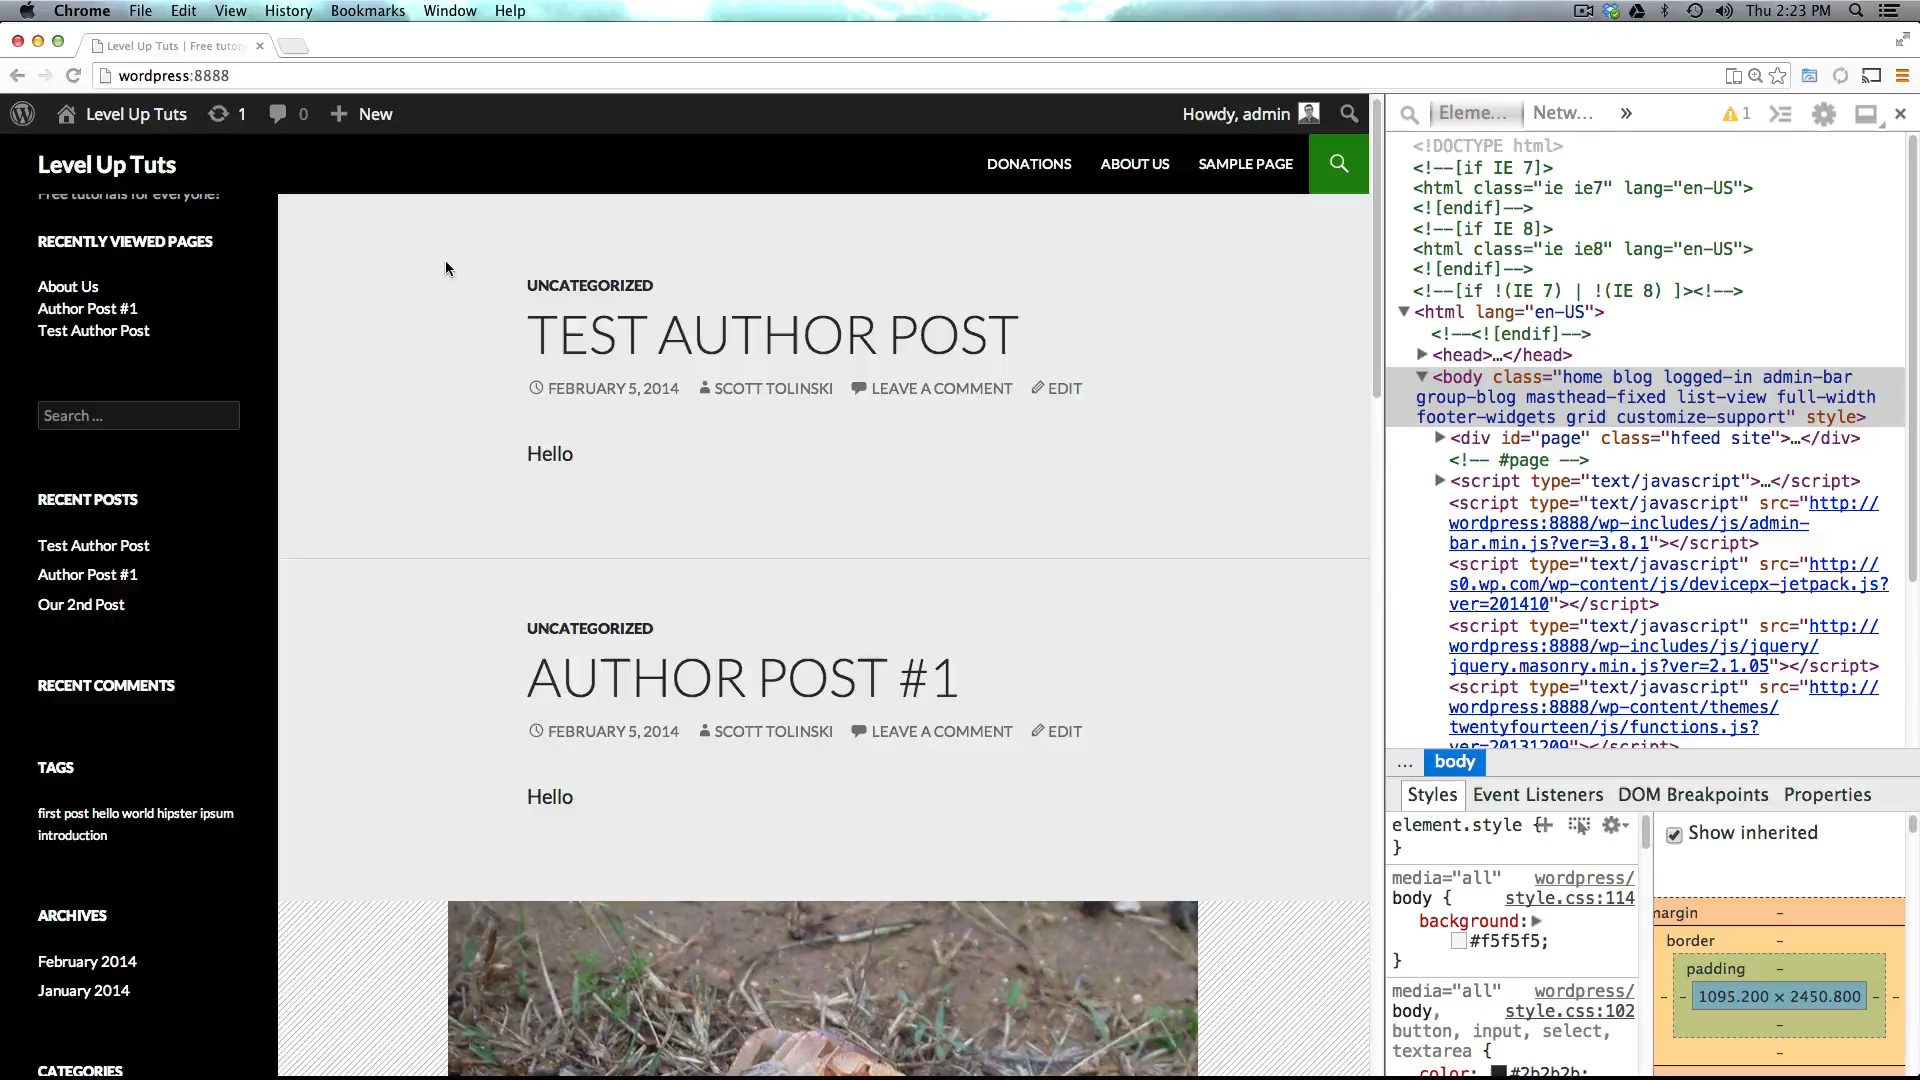 Chrome File Edit View History Bookmarks Window Help Thu 2:23 PM
Level Up Tuts | Free tutor
wordpress:8888
Level Up Tuts 1 0 New Howdy, admin
Level Up Tuts DONATIONS ABOUT US SAMPLE PAGE
Free tutorials for everyone!
RECENTLY VIEWED PAGES
About Us
Author Post #1
Test Author Post
Search ...
RECENT POSTS
Test Author Post
Author Post #1
Our 2nd Post
RECENT COMMENTS
TAGS
first post hello world hipster ipsum
introduction
ARCHIVES
February 2014
January 2014
CATEGORIES
UNCATEGORIZED
TEST AUTHOR POST
FEBRUARY 5, 2014 SCOTT TOLINSKI LEAVE A COMMENT EDIT
Hello
UNCATEGORIZED
AUTHOR POST #1
FEBRUARY 5, 2014 SCOTT TOLINSKI LEAVE A COMMENT EDIT
Hello
Eleme... Netw... » 1
<!DOCTYPE html>
<!--[if IE 7]>
<html class="ie ie7" lang="en-US">
<![endif]-->
<!--[if IE 8]>
<html class="ie ie8" lang="en-US">
<![endif]-->
<!--[if !(IE 7) | !(IE 8) ]><!-->
<html lang="en-US">
<!--<![endif]-->
<head>…</head>
<body class="home blog logged-in admin-bar
group-blog masthead-fixed list-view full-width
footer-widgets grid customize-support" style>
<div id="page" class="hfeed site">…</div>
<!-- #page -->
<script type="text/javascript">…</script>
<script type="text/javascript" src="http://
wordpress:8888/wp-includes/js/admin-
bar.min.js?ver=3.8.1"></script>
<script type="text/javascript" src="http://
s0.wp.com/wp-content/js/devicepx-jetpack.js?
ver=201410"></script>
<script type="text/javascript" src="http://
wordpress:8888/wp-includes/js/jquery/
jquery.masonry.min.js?ver=2.1.05"></script>
<script type="text/javascript" src="http://
wordpress:8888/wp-content/themes/
twentyfourteen/js/functions.js?
ver=20131209"></script>
... body
Styles Event Listeners DOM Breakpoints Properties
element.style {
}
media="all" wordpress/
body { style.css:114
background:
#f5f5f5;
}
media="all" wordpress/
body, style.css:102
button, input, select,
textarea {
color: #2b2b2b;
Show inherited
margin –
border –
padding –
– – 1095.200 × 2450.800 – –
–
–